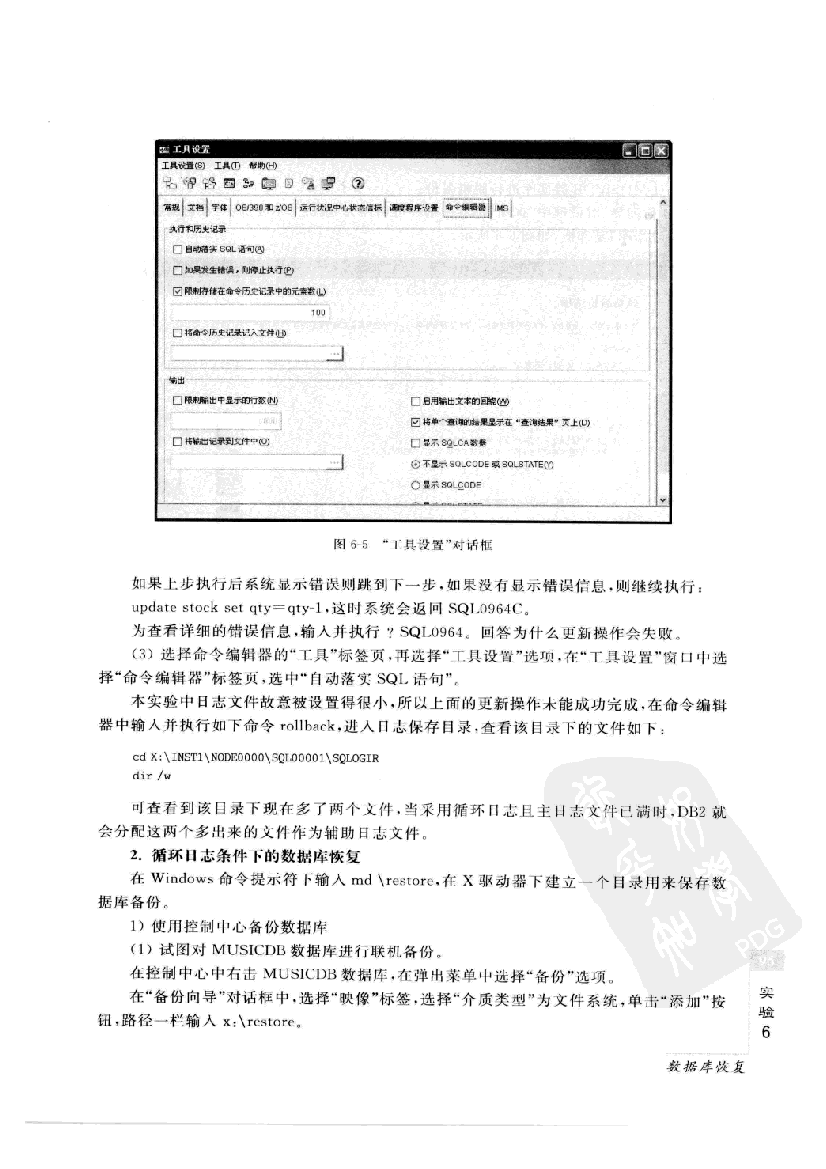 工具设置
工具设置(S) 工具(T) 帮助(H)
常规 文档 字体 OS/390 和 z/OS 运行状况中心状态信标 调度程序设置 命令编辑器 IMS
执行和历史记录
自动落实 SQL 语句(A)
如果发生错误，则停止执行(P)
限制存储在命令历史记录中的元素数(L)
100
将命令历史记录记入文件(H)
...
输出
限制输出中显示的行数(N)
启用输出文本的回绕(W)
将单个查询的结果显示在“查询结果”页上(U)
将输出记录到文件中(O)
显示 SQLCA数据
...
不显示 SQLCODE 或 SQLSTATE(Y)
显示 SQLCODE
图 6-5 “工具设置”对话框
如果上步执行后系统显示错误则跳到下一步,如果没有显示错误信息,则继续执行:
update stock set qty=qty-1,这时系统会返回 SQL0964C。
为查看详细的错误信息,输入并执行 ? SQL0964。回答为什么更新操作会失败。
(3) 选择命令编辑器的“工具”标签页,再选择“工具设置”选项,在“工具设置”窗口中选
择“命令编辑器”标签页,选中“自动落实 SQL 语句”。
本实验中日志文件故意被设置得很小,所以上面的更新操作未能成功完成,在命令编辑
器中输入并执行如下命令 rollback,进入日志保存目录,查看该目录下的文件如下:
cd X:\INST1\NODE0000\SQL00001\SQLOGIR
dir /w
可查看到该目录下现在多了两个文件,当采用循环日志且主日志文件已满时,DB2 就
会分配这两个多出来的文件作为辅助日志文件。
2. 循环日志条件下的数据库恢复
在 Windows 命令提示符下输入 md \restore,在 X 驱动器下建立一个目录用来保存数
据库备份。
1) 使用控制中心备份数据库
(1) 试图对 MUSICDB 数据库进行联机备份。
在控制中心中右击 MUSICDB 数据库,在弹出菜单中选择“备份”选项。
在“备份向导”对话框中,选择“映像”标签,选择“介质类型”为文件系统,单击“添加”按
钮,路径一栏输入 x:\restore。
PDG
95
实验 6
数据库恢复